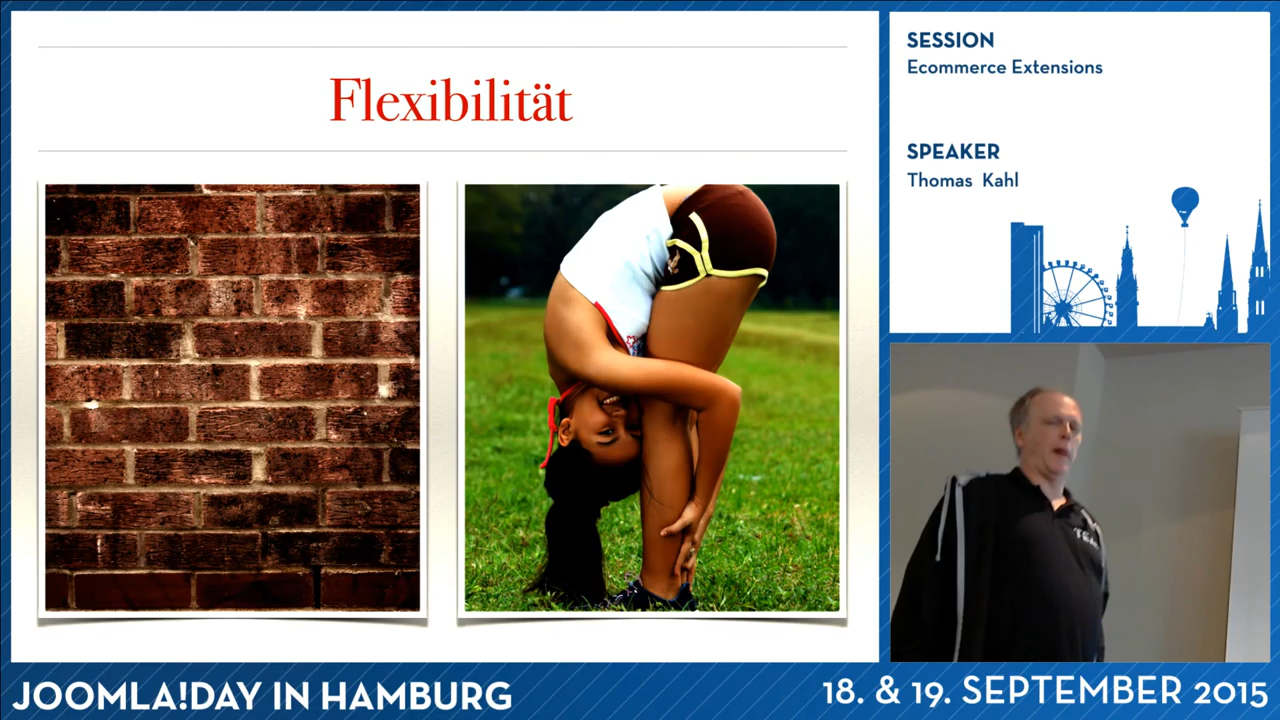 Flexibilität
SESSION
Ecommerce Extensions
SPEAKER
Thomas Kahl
JOOMLA!DAY IN HAMBURG
18. & 19. SEPTEMBER 2015